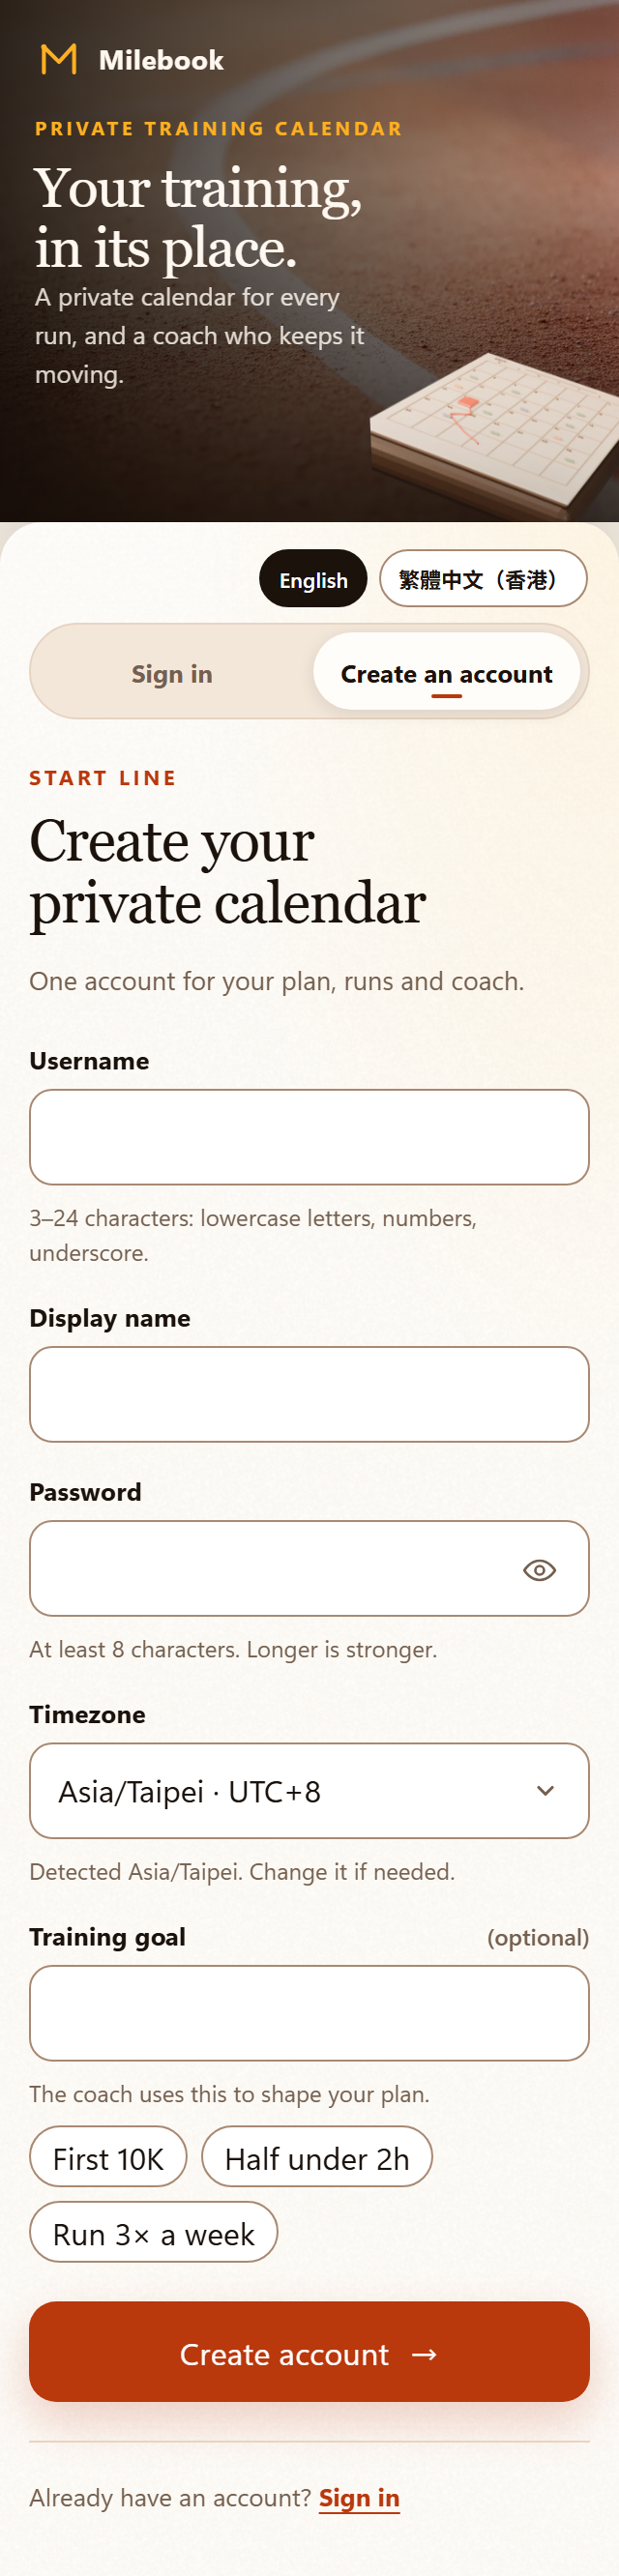 Milebook
PRIVATE TRAINING CALENDAR
Your training,
in its place.
A private calendar for every
run, and a coach who keeps it
moving.
English
繁體中文（香港）
Sign in
Create an account
START LINE
Create your
private calendar
One account for your plan, runs and coach.
Username
3–24 characters: lowercase letters, numbers,
underscore.
Display name
Password
At least 8 characters. Longer is stronger.
Timezone
Asia/Taipei · UTC+8
Detected Asia/Taipei. Change it if needed.
Training goal
(optional)
The coach uses this to shape your plan.
First 10K
Half under 2h
Run 3× a week
Create account →
Already have an account? Sign in